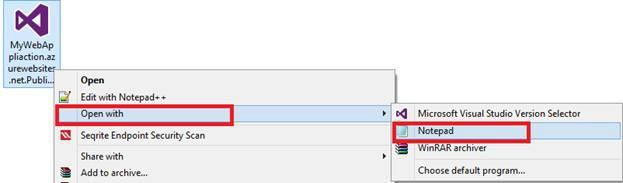 MyWebAp
pliaction.az
urewebsites
.net.Publi...
Open
Edit with Notepad++
Open with
Seqrite Endpoint Security Scan
Share with
Add to archive...
Microsoft Visual Studio Version Selector
Notepad
WinRAR archiver
Choose default program...